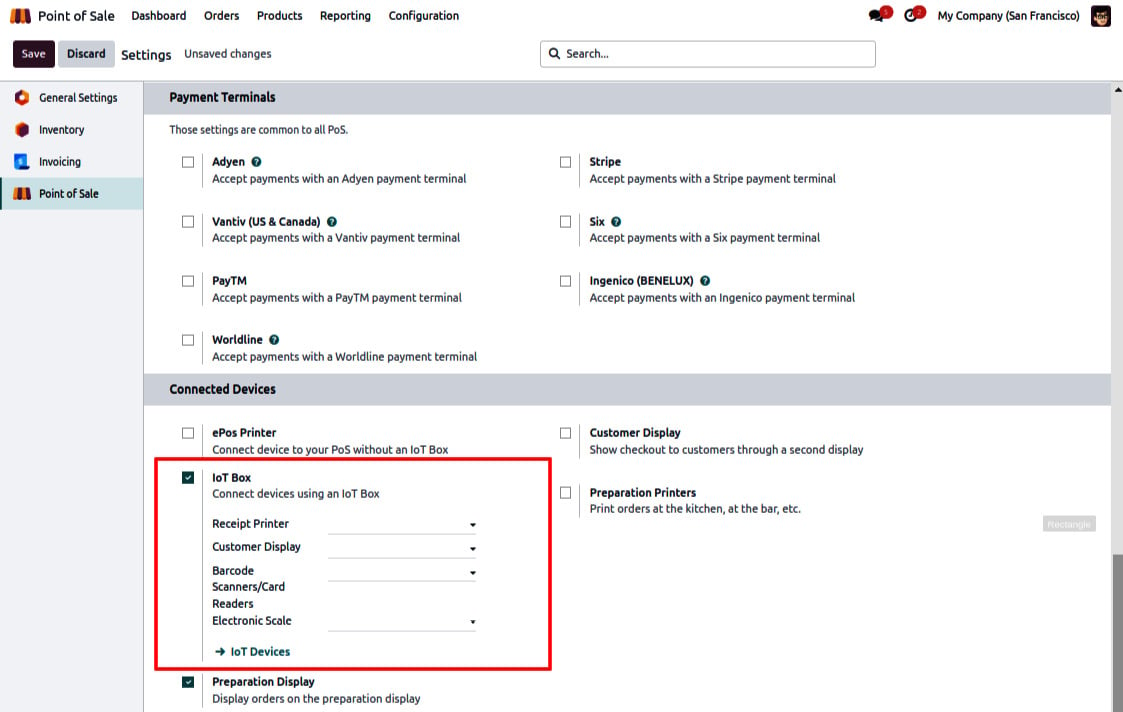 Point of Sale Dashboard Orders Products Reporting Configuration 5 2 My Company (San Francisco)
Save Discard Settings Unsaved changes Search...
General Settings
Inventory
Invoicing
Point of Sale
Payment Terminals
Those settings are common to all PoS.
Adyen ?
Accept payments with an Adyen payment terminal
Stripe
Accept payments with a Stripe payment terminal
Vantiv (US & Canada) ?
Accept payments with a Vantiv payment terminal
Six ?
Accept payments with a Six payment terminal
PayTM
Accept payments with a PayTM payment terminal
Ingenico (BENELUX) ?
Accept payments with an Ingenico payment terminal
Worldline ?
Accept payments with a Worldline payment terminal
Connected Devices
ePos Printer
Connect device to your PoS without an IoT Box
Customer Display
Show checkout to customers through a second display
IoT Box
Connect devices using an IoT Box
Receipt Printer
Customer Display
Barcode
Scanners/Card
Readers
Electronic Scale
IoT Devices
Preparation Printers
Print orders at the kitchen, at the bar, etc.
Rectangle
Preparation Display
Display orders on the preparation display